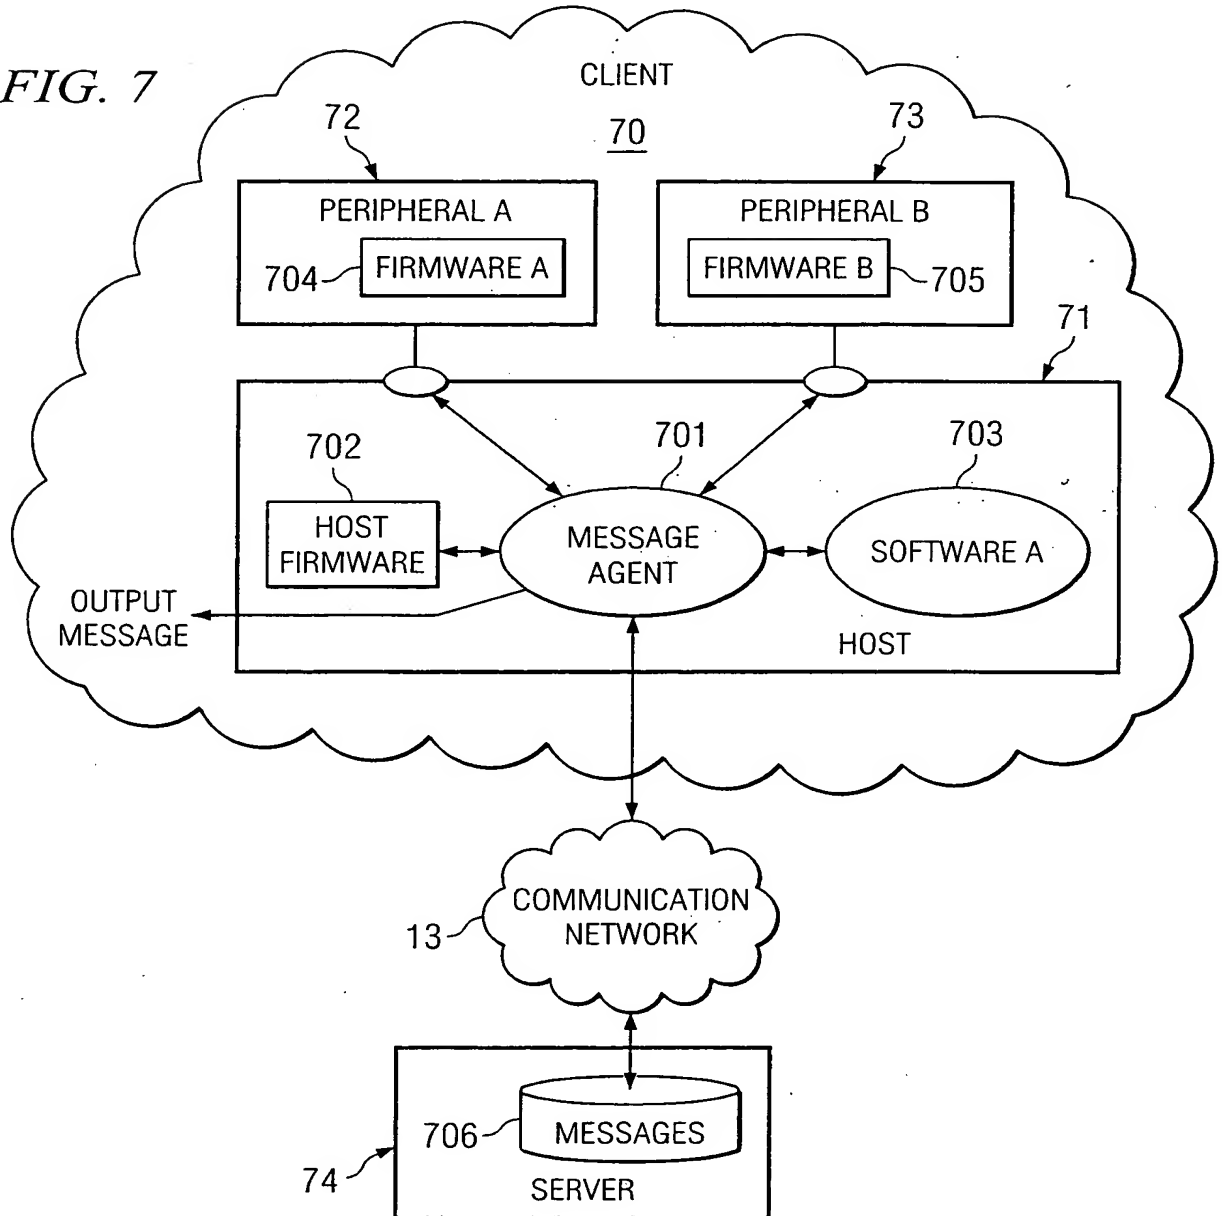 FIG. 7
CLIENT
70
72
73
PERIPHERAL A
PERIPHERAL B
704
FIRMWARE A
FIRMWARE B
705
71
702
701
703
HOST
FIRMWARE
MESSAGE
AGENT
SOFTWARE A
OUTPUT
MESSAGE
HOST
COMMUNICATION
NETWORK
13
706
MESSAGES
74
SERVER